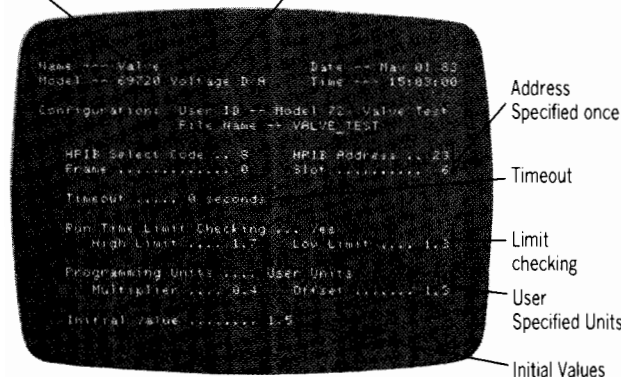 Name --- Valve Date -- May 01 83
Model -- 69720 Voltage D/A Time --- 15:03:00
Configuration: User ID -- Model 72, Valve Test
File Name -- VALVE_TEST
HPIB Select Code .. 8 HPIB Address .. 23
Frame ............. 0 Slot .......... 6
Timeout ..... 0 seconds
Run Time Limit Checking ... Yes
High Limit .... 1.7 Low Limit .... 1.3
Programming Units .... User Units
Multiplier .... 0.4 Offset ....... 1.5
Initial Value ........ 1.5
Address
Specified once
Timeout
Limit
checking
User
Specified Units
Initial Values